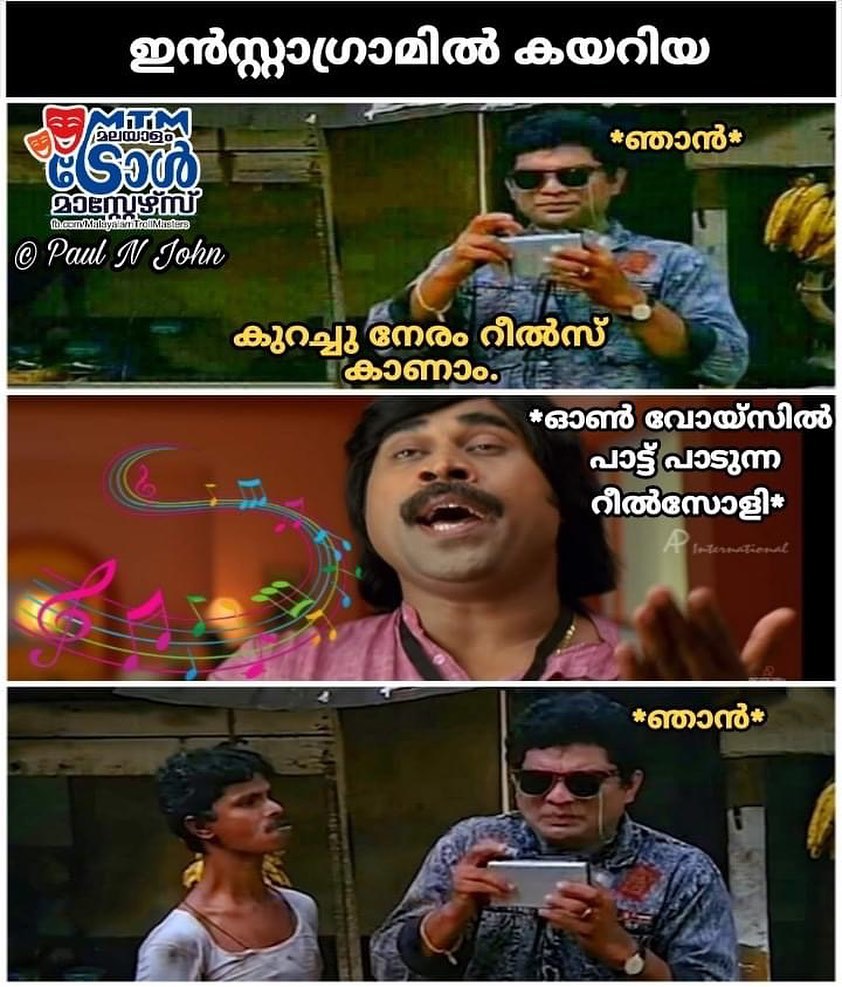 ഇൻസ്റ്റാഗ്രാമിൽ കയറിയ
MTM
മലയാളം
ട്രോൾ
മാസ്റ്റേഴ്സ്
fb.com/MalayalamTrollMasters
© Paul N John
*ഞാൻ*
കുറച്ചു നേരം റീൽസ്
കാണാം.
*ഓൺ വോയ്സിൽ
പാട്ട് പാടുന്ന
റീൽസോളി*
AP International
*ഞാൻ*